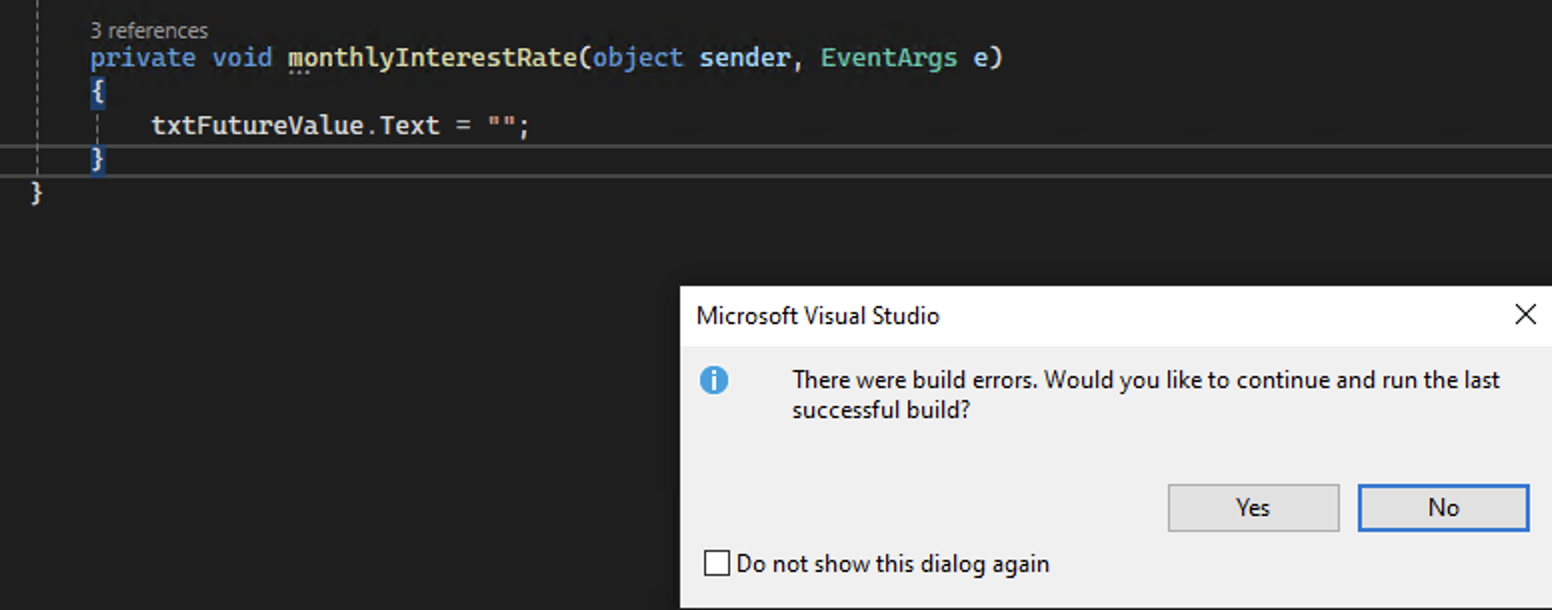 3 references
private void monthlyInterestRate(object sender, EventArgs e)
{
txtFutureValue.Text = "";
}
}
Microsoft Visual Studio
There were build errors. Would you like to continue and run the last
successful build?
Yes No
Do not show this dialog again